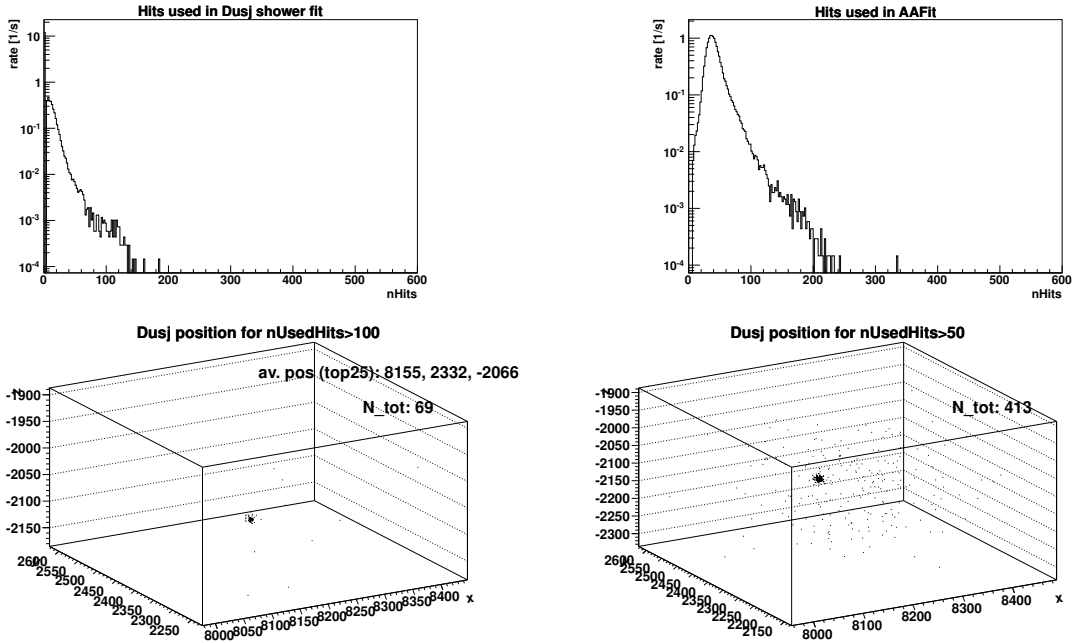 Hits used in Dusj shower fit
rate [1/s]
10
1
10-1
10-2
10-3
10-4
0 100 200 300 400 500 600
nHits
Hits used in AAFit
rate [1/s]
1
10-1
10-2
10-3
10-4
0 100 200 300 400 500 600
nHits
Dusj position for nUsedHits>100
av. pos (top25): 8155, 2332, -2066
N_tot: 69
-1900
-1950
-2000
-2050
-2100
-2150
2600
2550
2500
2450
2400
2350
2300
2250
8000 8050 8100 8150 8200 8250 8300 8350 8400
x
Dusj position for nUsedHits>50
N_tot: 413
-1900
-1950
-2000
-2050
-2100
-2150
-2200
-2250
-2300
2600
2550
2500
2450
2400
2350
2300
2250
2200
2150
8000 8100 8200 8300 8400
x